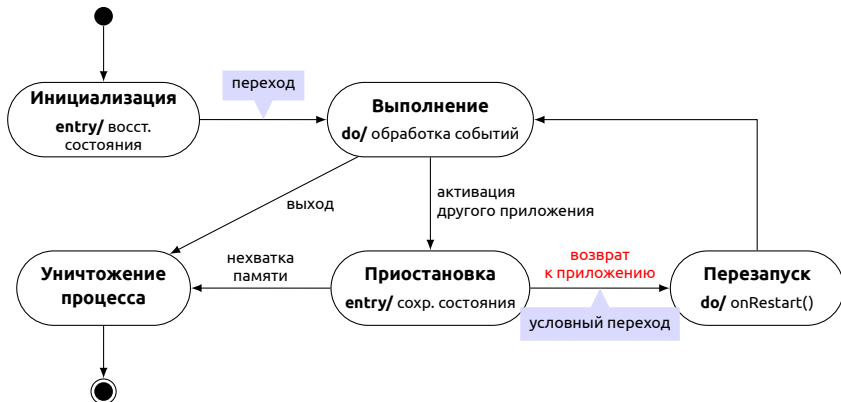 переход
Инициализация
entry/ восст.
состояния
Выполнение
do/ обработка событий
выход
активация
другого приложения
Уничтожение
процесса
нехватка
памяти
Приостановка
entry/ сохр. состояния
возврат
к приложению
условный переход
Перезапуск
do/ onRestart()